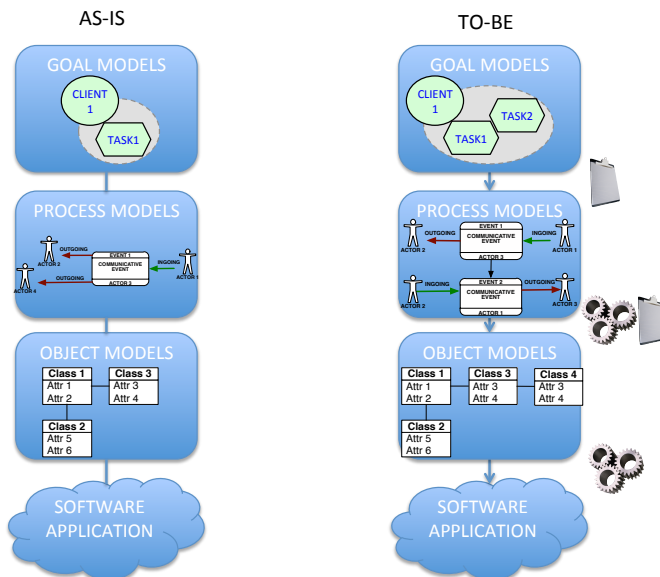 AS-IS
GOAL MODELS
CLIENT
1
TASK1
PROCESS MODELS
ACTOR 2
OUTGOING
EVENT 1
COMMUNICATIVE
EVENT
ACTOR 3
INGOING
ACTOR 1
OUTGOING
ACTOR 4
OBJECT MODELS
Class 1
Attr 1
Attr 2
Class 3
Attr 3
Attr 4
Class 2
Attr 5
Attr 6
SOFTWARE
APPLICATION
TO-BE
GOAL MODELS
CLIENT
1
TASK2
TASK1
PROCESS MODELS
ACTOR 2
OUTGOING
EVENT 1
COMMUNICATIVE
EVENT
ACTOR 3
INGOING
ACTOR 1
ACTOR 2
INGOING
EVENT 2
COMMUNICATIVE
EVENT
ACTOR 1
OUTGOING
ACTOR 3
OBJECT MODELS
Class 1
Attr 1
Attr 2
Class 3
Attr 3
Attr 4
Class 4
Attr 3
Attr 4
Class 2
Attr 5
Attr 6
SOFTWARE
APPLICATION